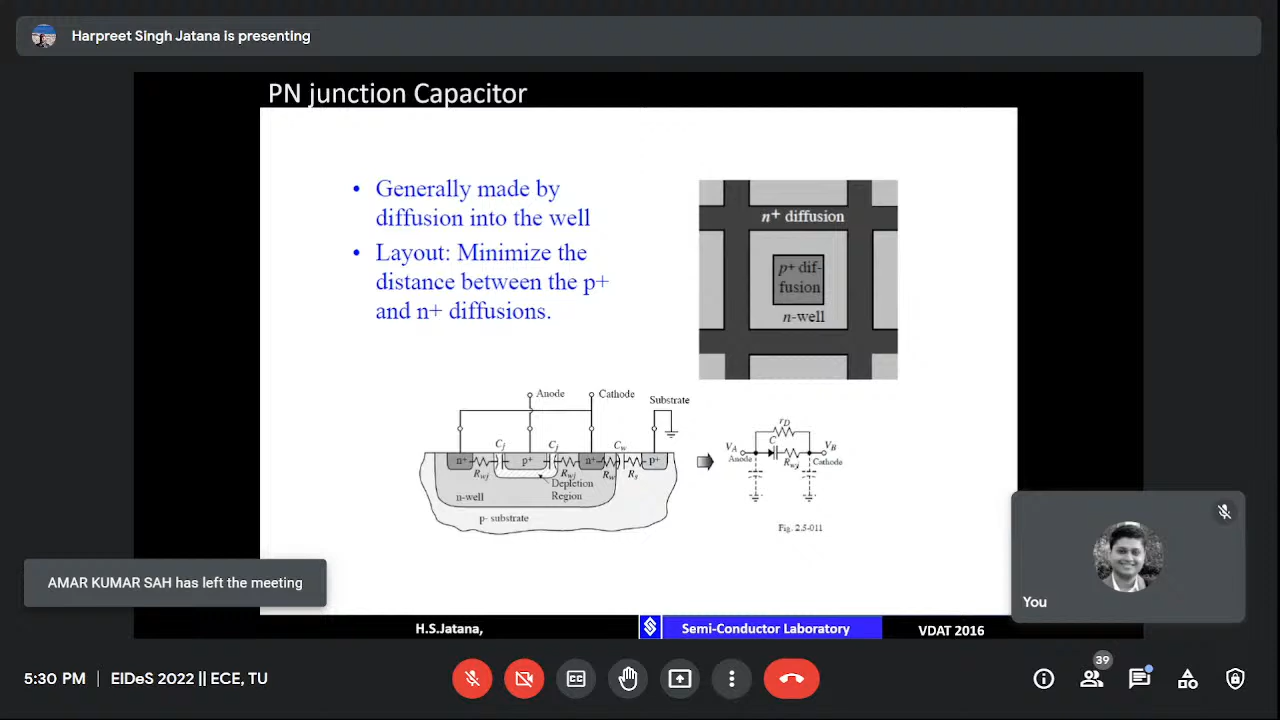 Harpreet Singh Jatana is presenting
PN junction Capacitor
• Generally made by
diffusion into the well
• Layout: Minimize the
distance between the p+
and n+ diffusions.
n+ diffusion
p+ dif-
fusion
n-well
Anode
Cathode
Substrate
Cj
Cj
Cw
n+
p+
n+
p+
Rwj
Rwj
Rw
Rs
Depletion
Region
n-well
p- substrate
rD
VA
C
VB
Anode
Rwj
Cathode
Fig. 2.5-011
AMAR KUMAR SAH has left the meeting
You
H.S.Jatana,
Semi-Conductor Laboratory
VDAT 2016
39
5:30 PM | EIDeS 2022 || ECE, TU
CC